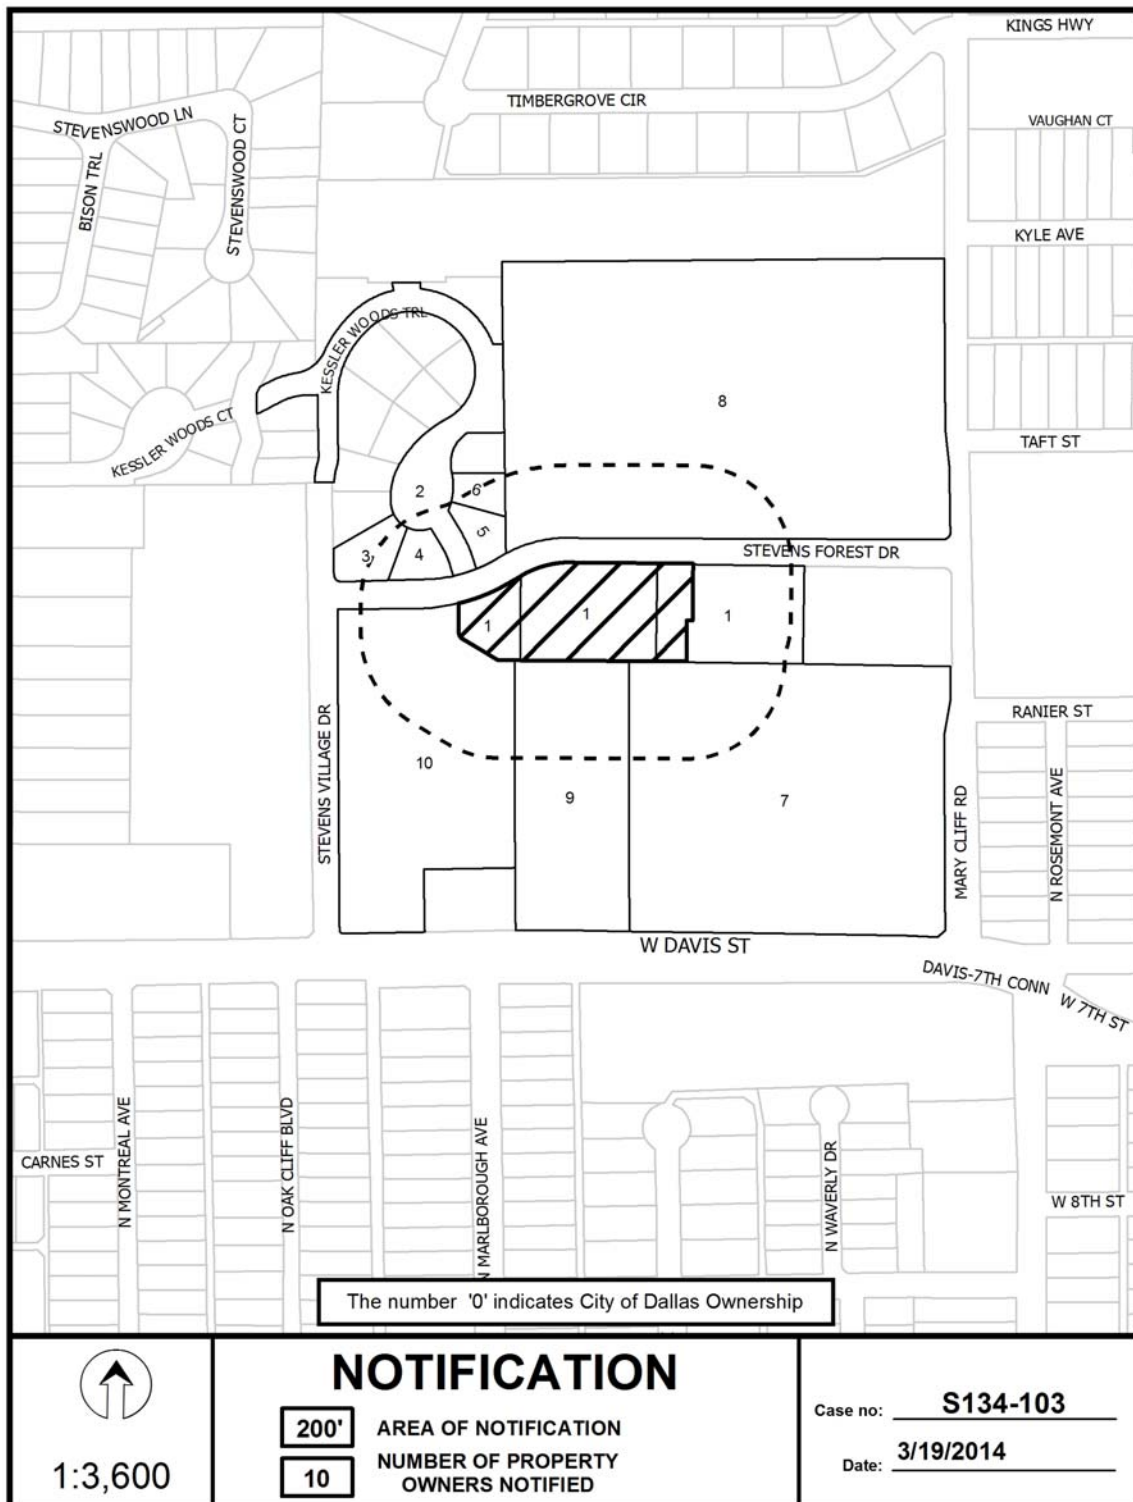 KINGS HWY
TIMBERGROVE CIR
STEVENSWOOD LN
VAUGHAN CT
BISON TRL
STEVENSWOOD CT
KYLE AVE
KESSLER WOODS TRL
8
KESSLER WOODS CT
TAFT ST
2
6
5
3
4
STEVENS FOREST DR
1
1
1
STEVENS VILLAGE DR
10
9
7
RANIER ST
MARY CLIFF RD
N ROSEMONT AVE
W DAVIS ST
DAVIS-7TH CONN
W 7TH ST
CARNES ST
N MONTREAL AVE
N OAK CLIFF BLVD
N MARLBOROUGH AVE
N WAVERLY DR
W 8TH ST
The number '0' indicates City of Dallas Ownership
1:3,600
NOTIFICATION
200' AREA OF NOTIFICATION
10 NUMBER OF PROPERTY
OWNERS NOTIFIED
Case no: S134-103
Date: 3/19/2014